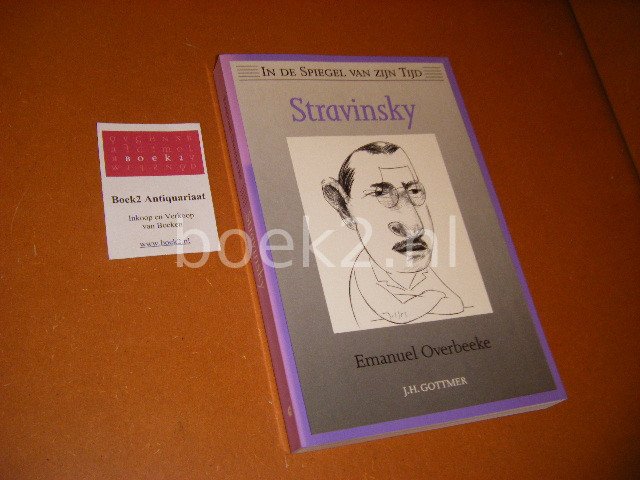 IN DE SPIEGEL VAN ZIJN TIJD
Stravinsky
Emanuel Overbeeke
J.H. GOTTMER
BOEK2
Boek2 Antiquariaat
Inkoop en Verkoop
van Boeken
www.boek2.nl
boek2.nl